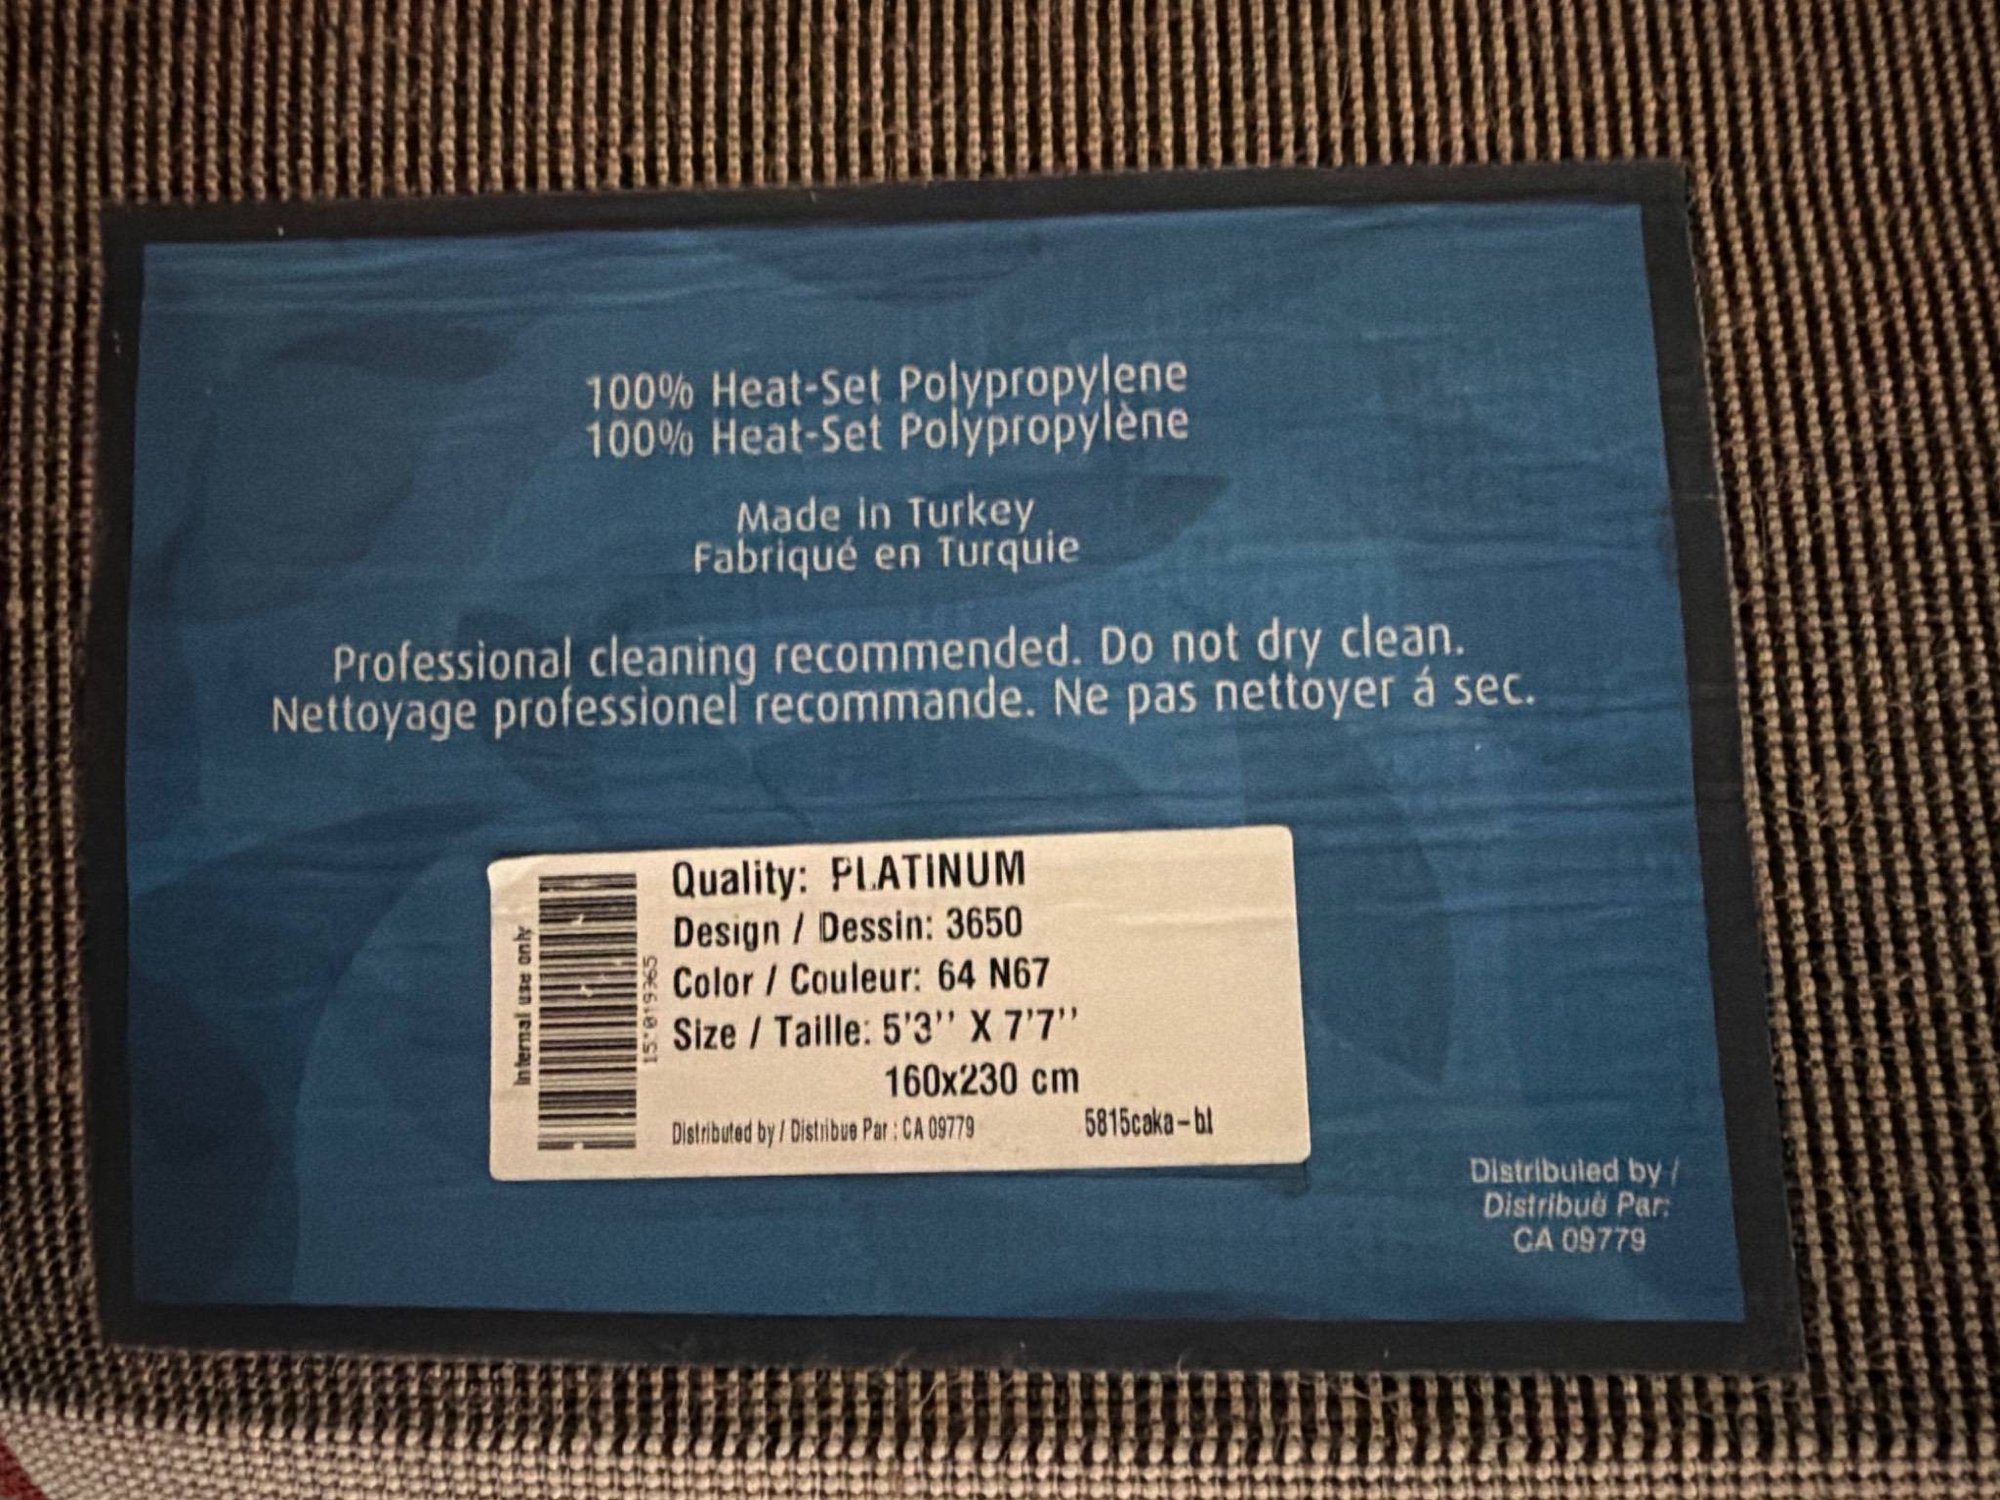 100% Heat-Set Polypropylene
100% Heat-Set Polypropylène
Made in Turkey
Fabriqué en Turquie
Professional cleaning recommended. Do not dry clean.
Nettoyage professionel recommande. Ne pas nettoyer á sec.
Internal use only
Quality: PLATINUM
Design / Dessin: 3650
Color / Couleur: 64 N67
Size / Taille: 5'3'' X 7'7''
160x230 cm
Distributed by / Distribue Par : CA 09779
5815caka-bl
Distributed by /
Distribué Par:
CA 09779